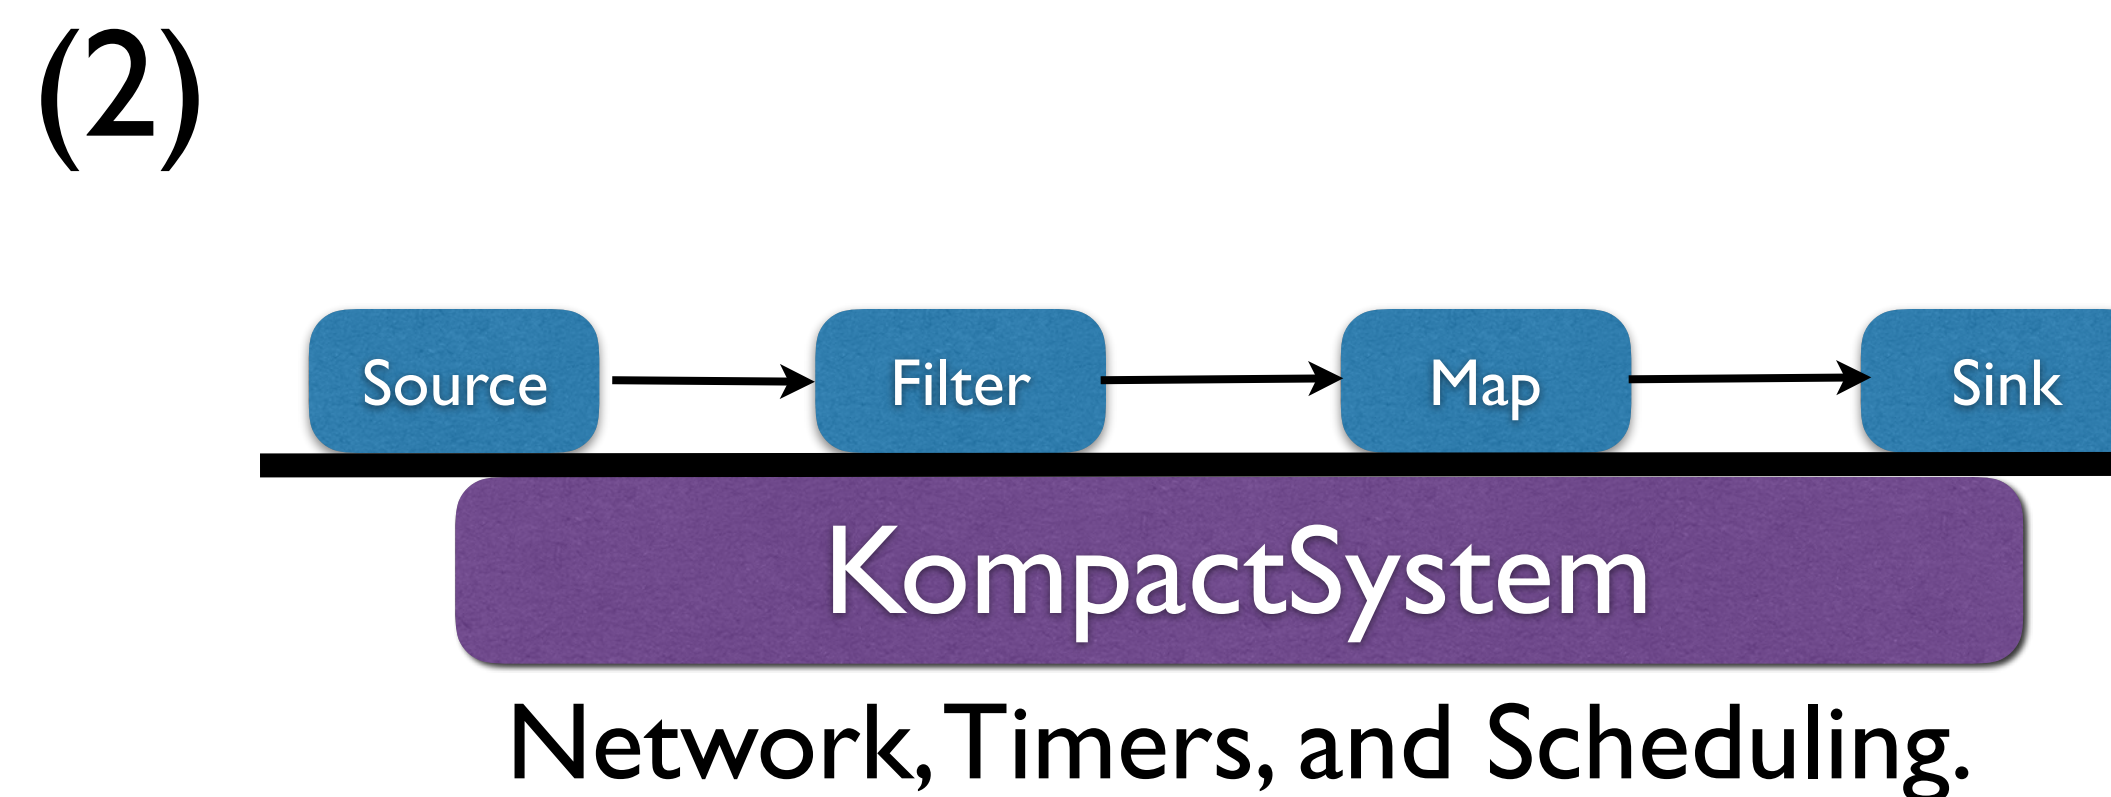 (2)
Source Filter Map Sink
KompactSystem
Network, Timers, and Scheduling.